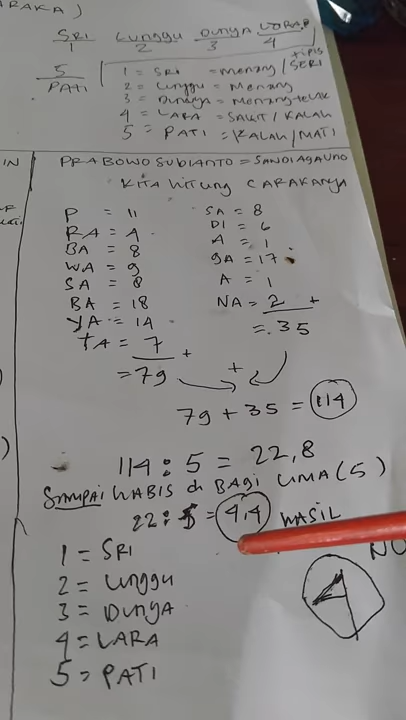 ARAKA)
SRI LUNGGU DUNYA LARA P
1 2 3 4
5
PATI
1 = SRI = MENANG / TIPIS SERI
2 = LUNGGU = MENANG
3 = DUNYA = MENANG TELAK
4 = LARA = SAKIT / KALAH
5 = PATI = KALAH / MATI
IN
PRABOWO SUBIANTO = SANDIAGAUNO
KITA HITUNG CARAKANYA
P = 11
RA = 4
BA = 8
WA = 9
SA = 8
BA = 18
YA = 14
TA = 7 +
= 79
SA = 8
DI = 6
A = 1
GA = 17
A = 1
NA = 2 +
= 35
+
79 + 35 = 114
114 : 5 = 22,8
SAMPAI HABIS di BAGI LIMA (5)
22 : 5 = 4,4 HASIL
NO
4
1 = SRI
2 = LUNGGU
3 = DUNYA
4 = LARA
5 = PATI